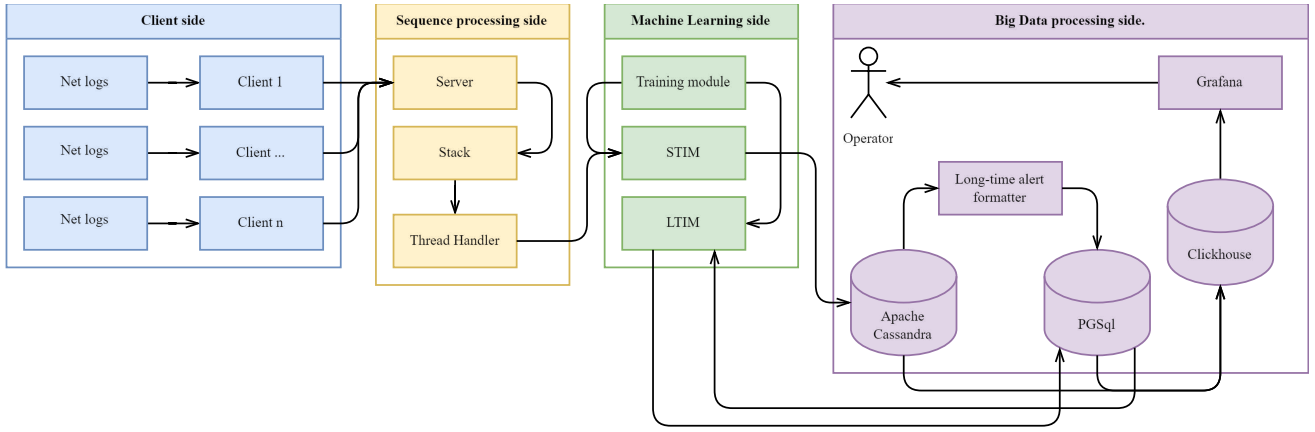 Client side
Net logs
Client 1
Net logs
Client ...
Net logs
Client n
Sequence processing side
Server
Stack
Thread Handler
Machine Learning side
Training module
STIM
LTIM
Big Data processing side.
Operator
Grafana
Long-time alert
formatter
Clickhouse
Apache
Cassandra
PGSql